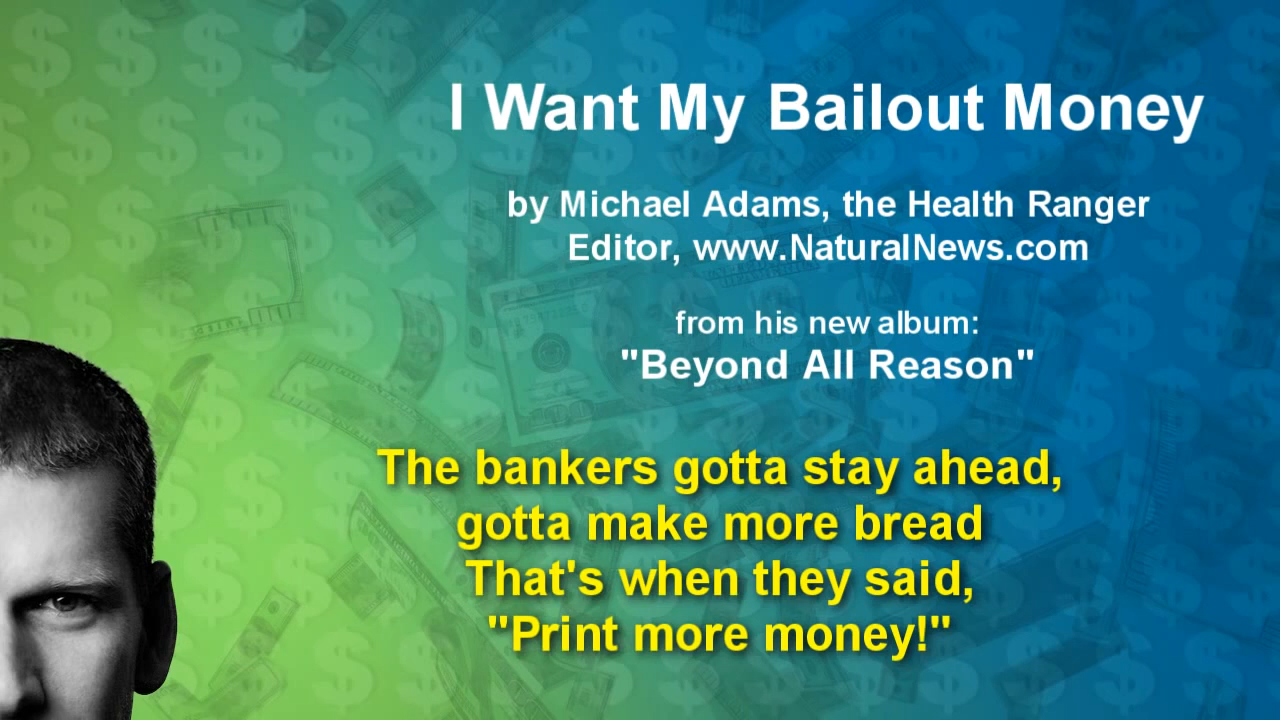 I Want My Bailout Money
by Michael Adams, the Health Ranger
Editor, www.NaturalNews.com
from his new album:
"Beyond All Reason"
The bankers gotta stay ahead,
gotta make more bread
That's when they said,
"Print more money!"